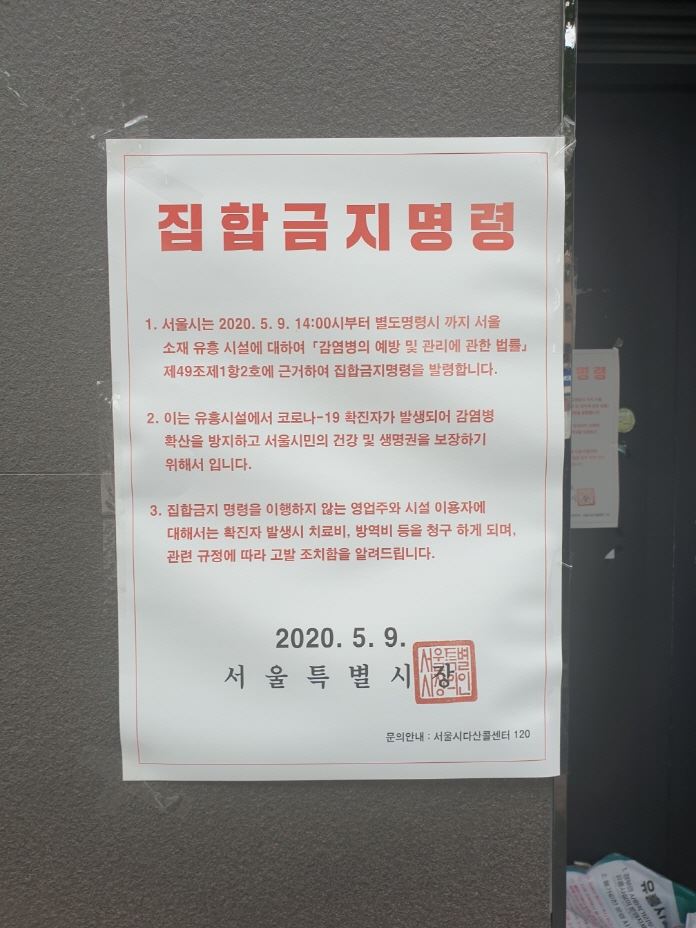 집합금지명령
1. 서울시는 2020. 5. 9. 14:00시부터 별도명령시 까지 서울
소재 유흥 시설에 대하여 「감염병의 예방 및 관리에 관한 법률」
제49조제1항2호에 근거하여 집합금지명령을 발령합니다.
2. 이는 유흥시설에서 코로나-19 확진자가 발생되어 감염병
확산을 방지하고 서울시민의 건강 및 생명권을 보장하기
위해서 입니다.
3. 집합금지 명령을 이행하지 않는 영업주와 시설 이용자에
대해서는 확진자 발생시 치료비, 방역비 등을 청구 하게 되며,
관련 규정에 따라 고발 조치함을 알려드립니다.
2020. 5. 9.
서울특별시장
서울특별
시장의인
문의안내 : 서울시다산콜센터 120
명령
유흥시